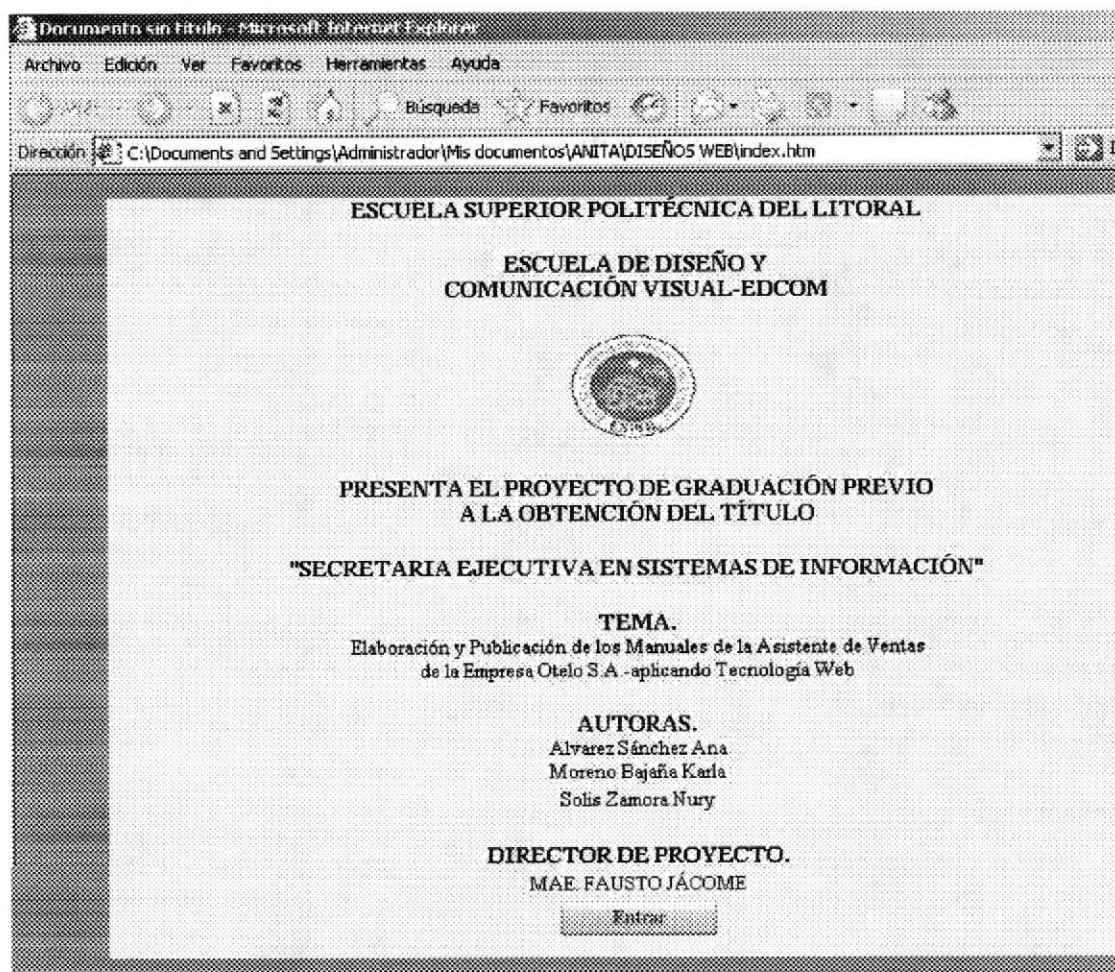 Documento sin título - Microsoft Internet Explorer
Archivo Edición Ver Favoritos Herramientas Ayuda
Búsqueda Favoritos
Dirección C:\Documents and Settings\Administrador\Mis documentos\ANITA\DISEÑOS WEB\index.htm
ESCUELA SUPERIOR POLITÉCNICA DEL LITORAL
ESCUELA DE DISEÑO Y
COMUNICACIÓN VISUAL-EDCOM
PRESENTA EL PROYECTO DE GRADUACIÓN PREVIO
A LA OBTENCIÓN DEL TÍTULO
"SECRETARIA EJECUTIVA EN SISTEMAS DE INFORMACIÓN"
TEMA.
Elaboración y Publicación de los Manuales de la Asistente de Ventas
de la Empresa Otelo S.A.-aplicando Tecnología Web
AUTORAS.
Alvarez Sánchez Ana
Moreno Bajaña Karla
Solis Zamora Nury
DIRECTOR DE PROYECTO.
MAE. FAUSTO JÁCOME
Entrar